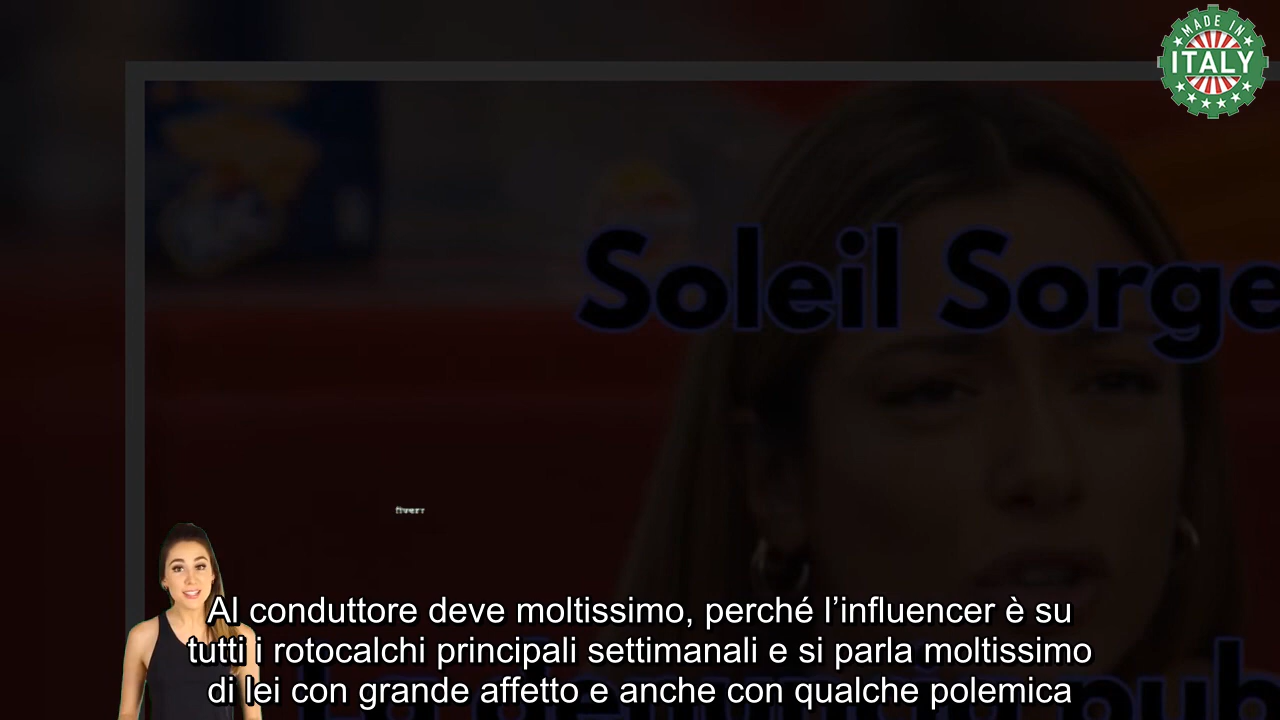 MADE IN
ITALY
Soleil Sorge
fiverr
Al conduttore deve moltissimo, perché l’influencer è su
tutti i rotocalchi principali settimanali e si parla moltissimo
di lei con grande affetto e anche con qualche polemica